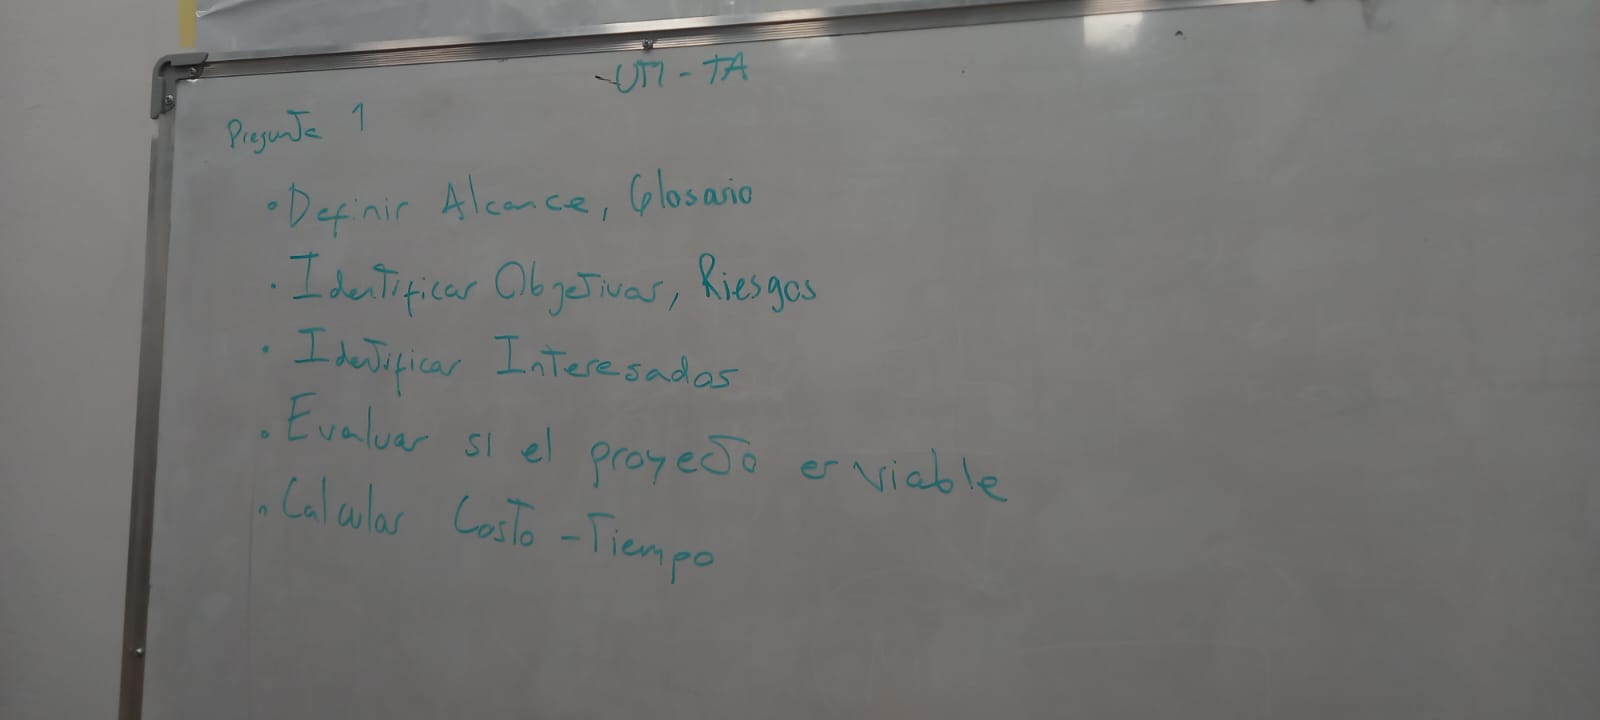 UTI - TA
Pregunta 1
• Definir Alcance, Glosario
• Identificar Objetivos, Riesgos
• Identificar Interesados
• Evaluar si el proyecto es viable
• Calcular Costo - Tiempo